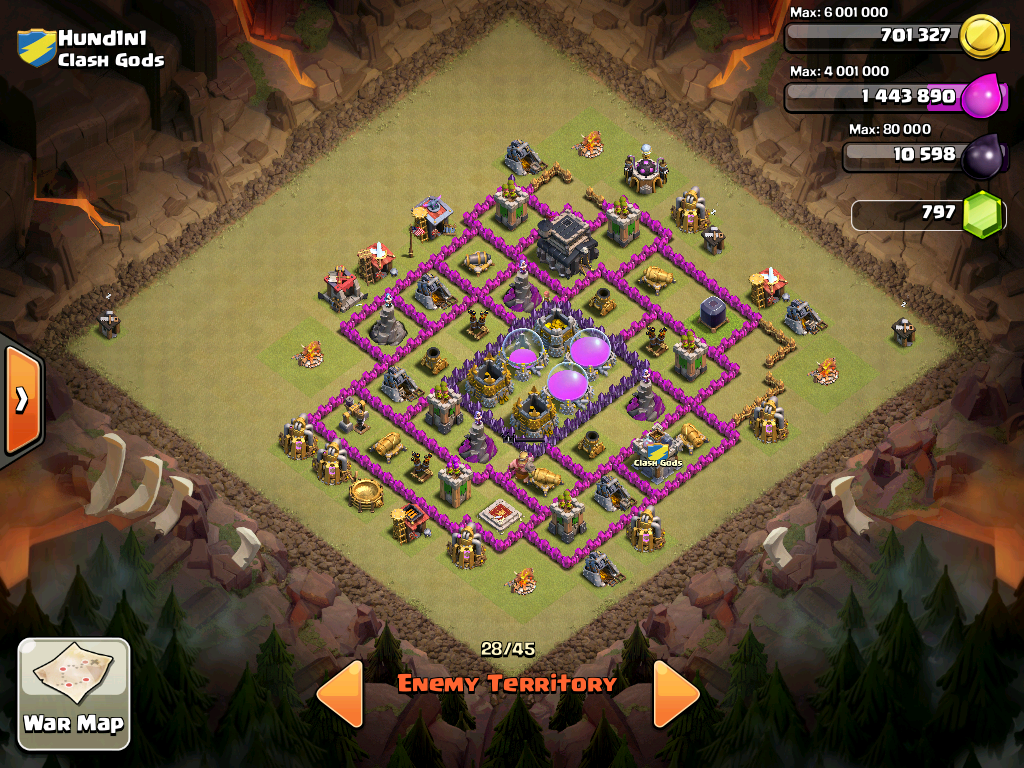 Hund1n1
Clash Gods
Max: 6 001 000
701 327
Max: 4 001 000
1 443 890
Max: 80 000
10 598
797
Clash Gods
28/45
Enemy Territory
War Map